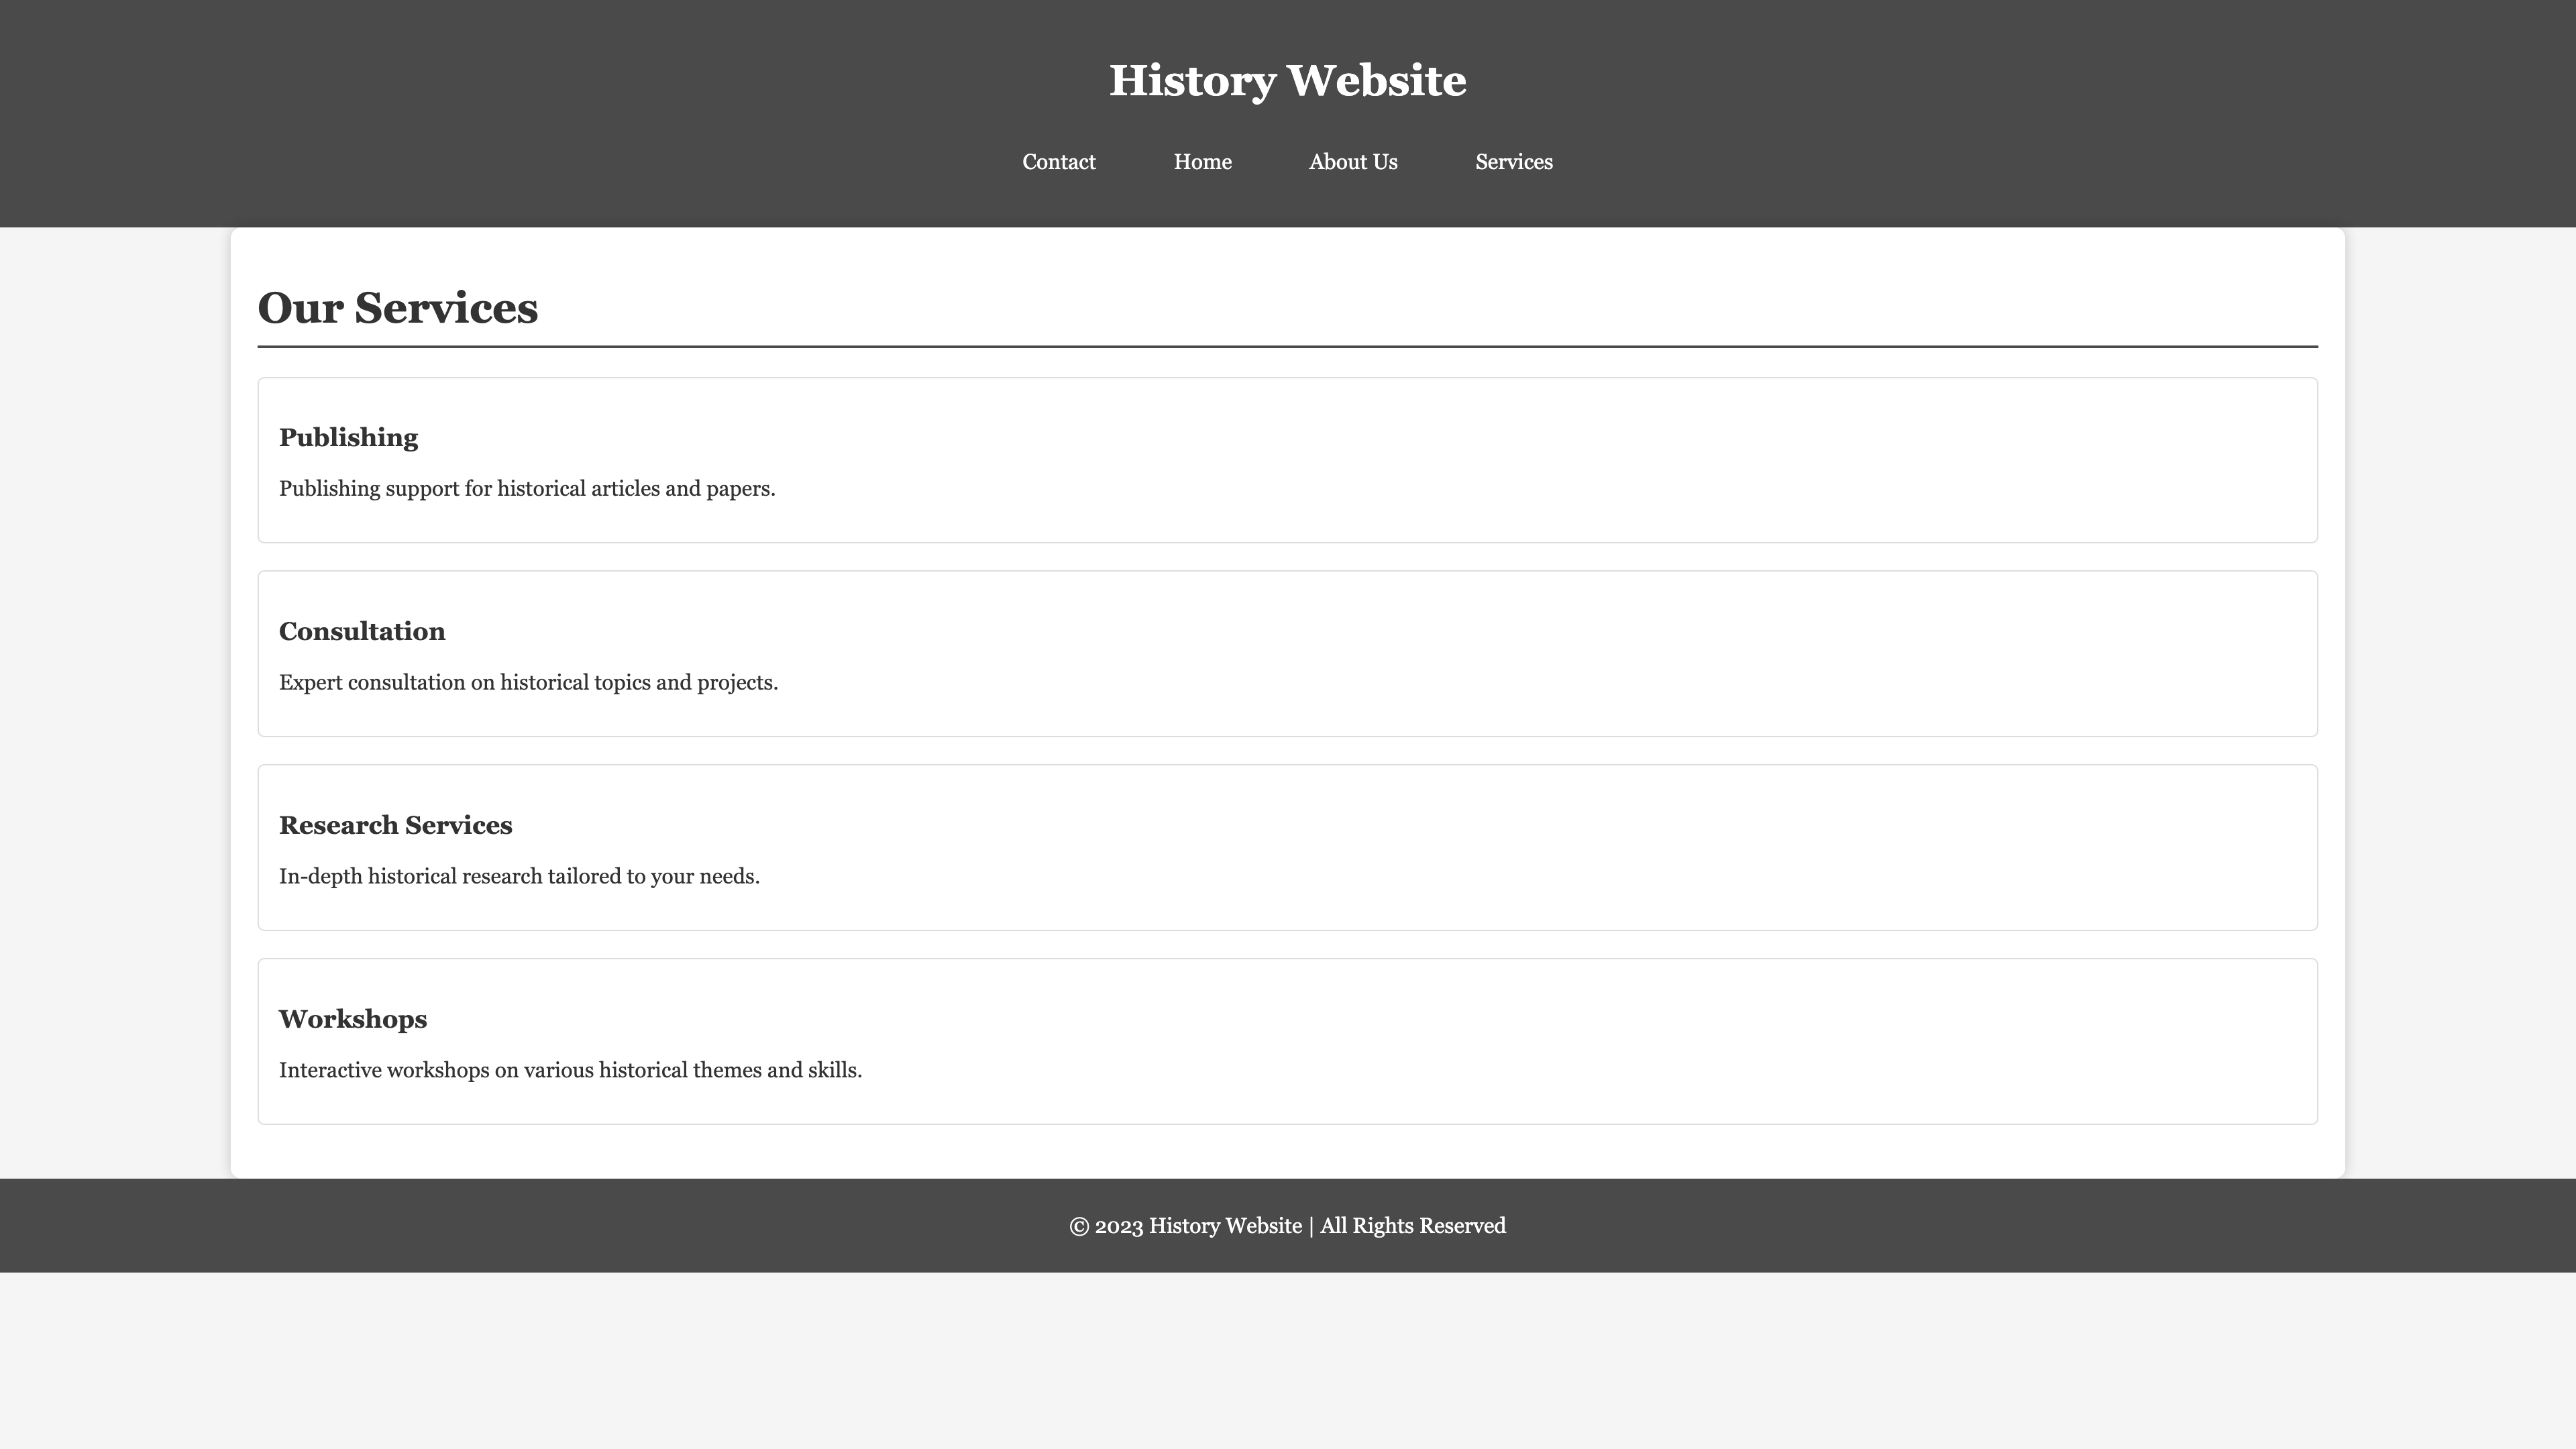 History Website
Contact Home About Us Services
Our Services
Publishing
Publishing support for historical articles and papers.
Consultation
Expert consultation on historical topics and projects.
Research Services
In-depth historical research tailored to your needs.
Workshops
Interactive workshops on various historical themes and skills.
© 2023 History Website | All Rights Reserved